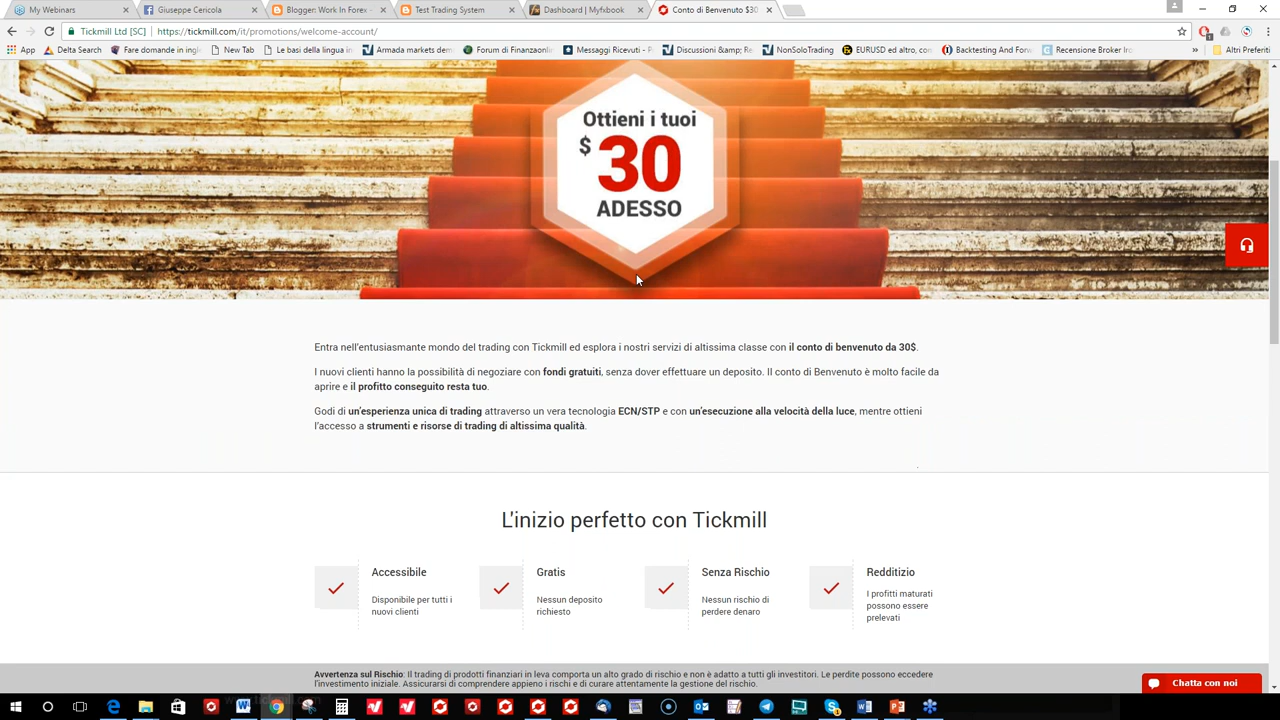 My Webinars
Giuseppe Cericola
Blogger: Work In Forex -
Test Trading System
Dashboard | Myfxbook
Conto di Benvenuto $30
Tickmill Ltd [SC]
https://tickmill.com/it/promotions/welcome-account/
App
Delta Search
Fare domande in ingl
New Tab
Le basi della lingua in
Armada markets dem
Forum di Finanzaonlin
Messaggi Ricevuti - Po
Discussioni &amp; Re
NonSoloTrading
EURUSD ed altro, con
Backtesting And Forw
Recensione Broker Iro
»
Altri Preferiti
Ottieni i tuoi
$ 30
ADESSO
Entra nell'entusiasmante mondo del trading con Tickmill ed esplora i nostri servizi di altissima classe con il conto di benvenuto da 30$.
I nuovi clienti hanno la possibilità di negoziare con fondi gratuiti, senza dover effettuare un deposito. Il conto di Benvenuto è molto facile da
aprire e il profitto conseguito resta tuo.
Godi di un'esperienza unica di trading attraverso un vera tecnologia ECN/STP e con un'esecuzione alla velocità della luce, mentre ottieni
l'accesso a strumenti e risorse di trading di altissima qualità.
L'inizio perfetto con Tickmill
Accessibile
Disponibile per tutti i
nuovi clienti
Gratis
Nessun deposito
richiesto
Senza Rischio
Nessun rischio di
perdere denaro
Redditizio
I profitti maturati
possono essere
prelevati
Avvertenza sul Rischio: Il trading di prodotti finanziari in leva comporta un alto grado di rischio e non è adatto a tutti gli investitori. Le perdite possono eccedere
l'investimento iniziale. Assicurarsi di comprendere appieno i rischi e di curare attentamente la gestione del rischio.
Chatta con noi